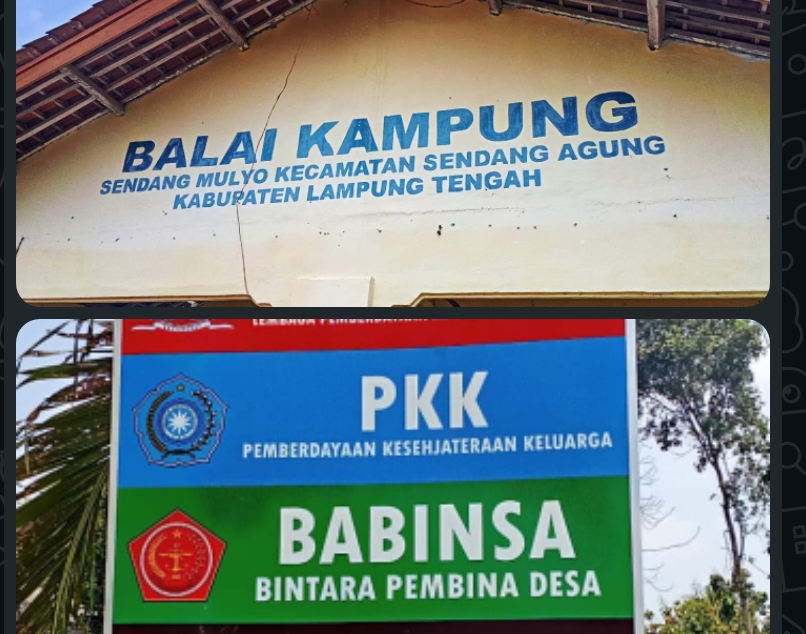 BALAI KAMPUNG
SENDANG MULYO KECAMATAN SENDANG AGUNG
KABUPATEN LAMPUNG TENGAH
PKK
PEMBERDAYAAN KESEHJATERAAN KELUARGA
BABINSA
BINTARA PEMBINA DESA